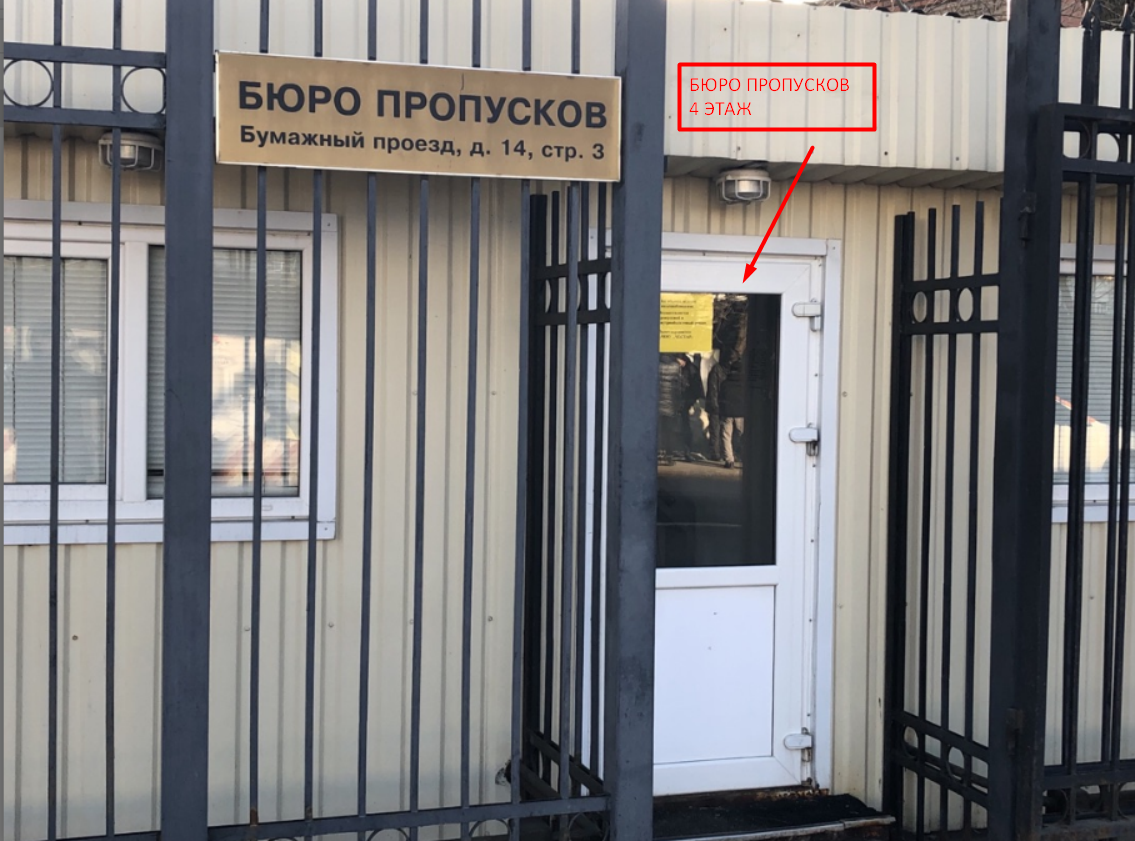 БЮРО ПРОПУСКОВ
Бумажный проезд, д. 14, стр. 3
БЮРО ПРОПУСКОВ
4 ЭТАЖ